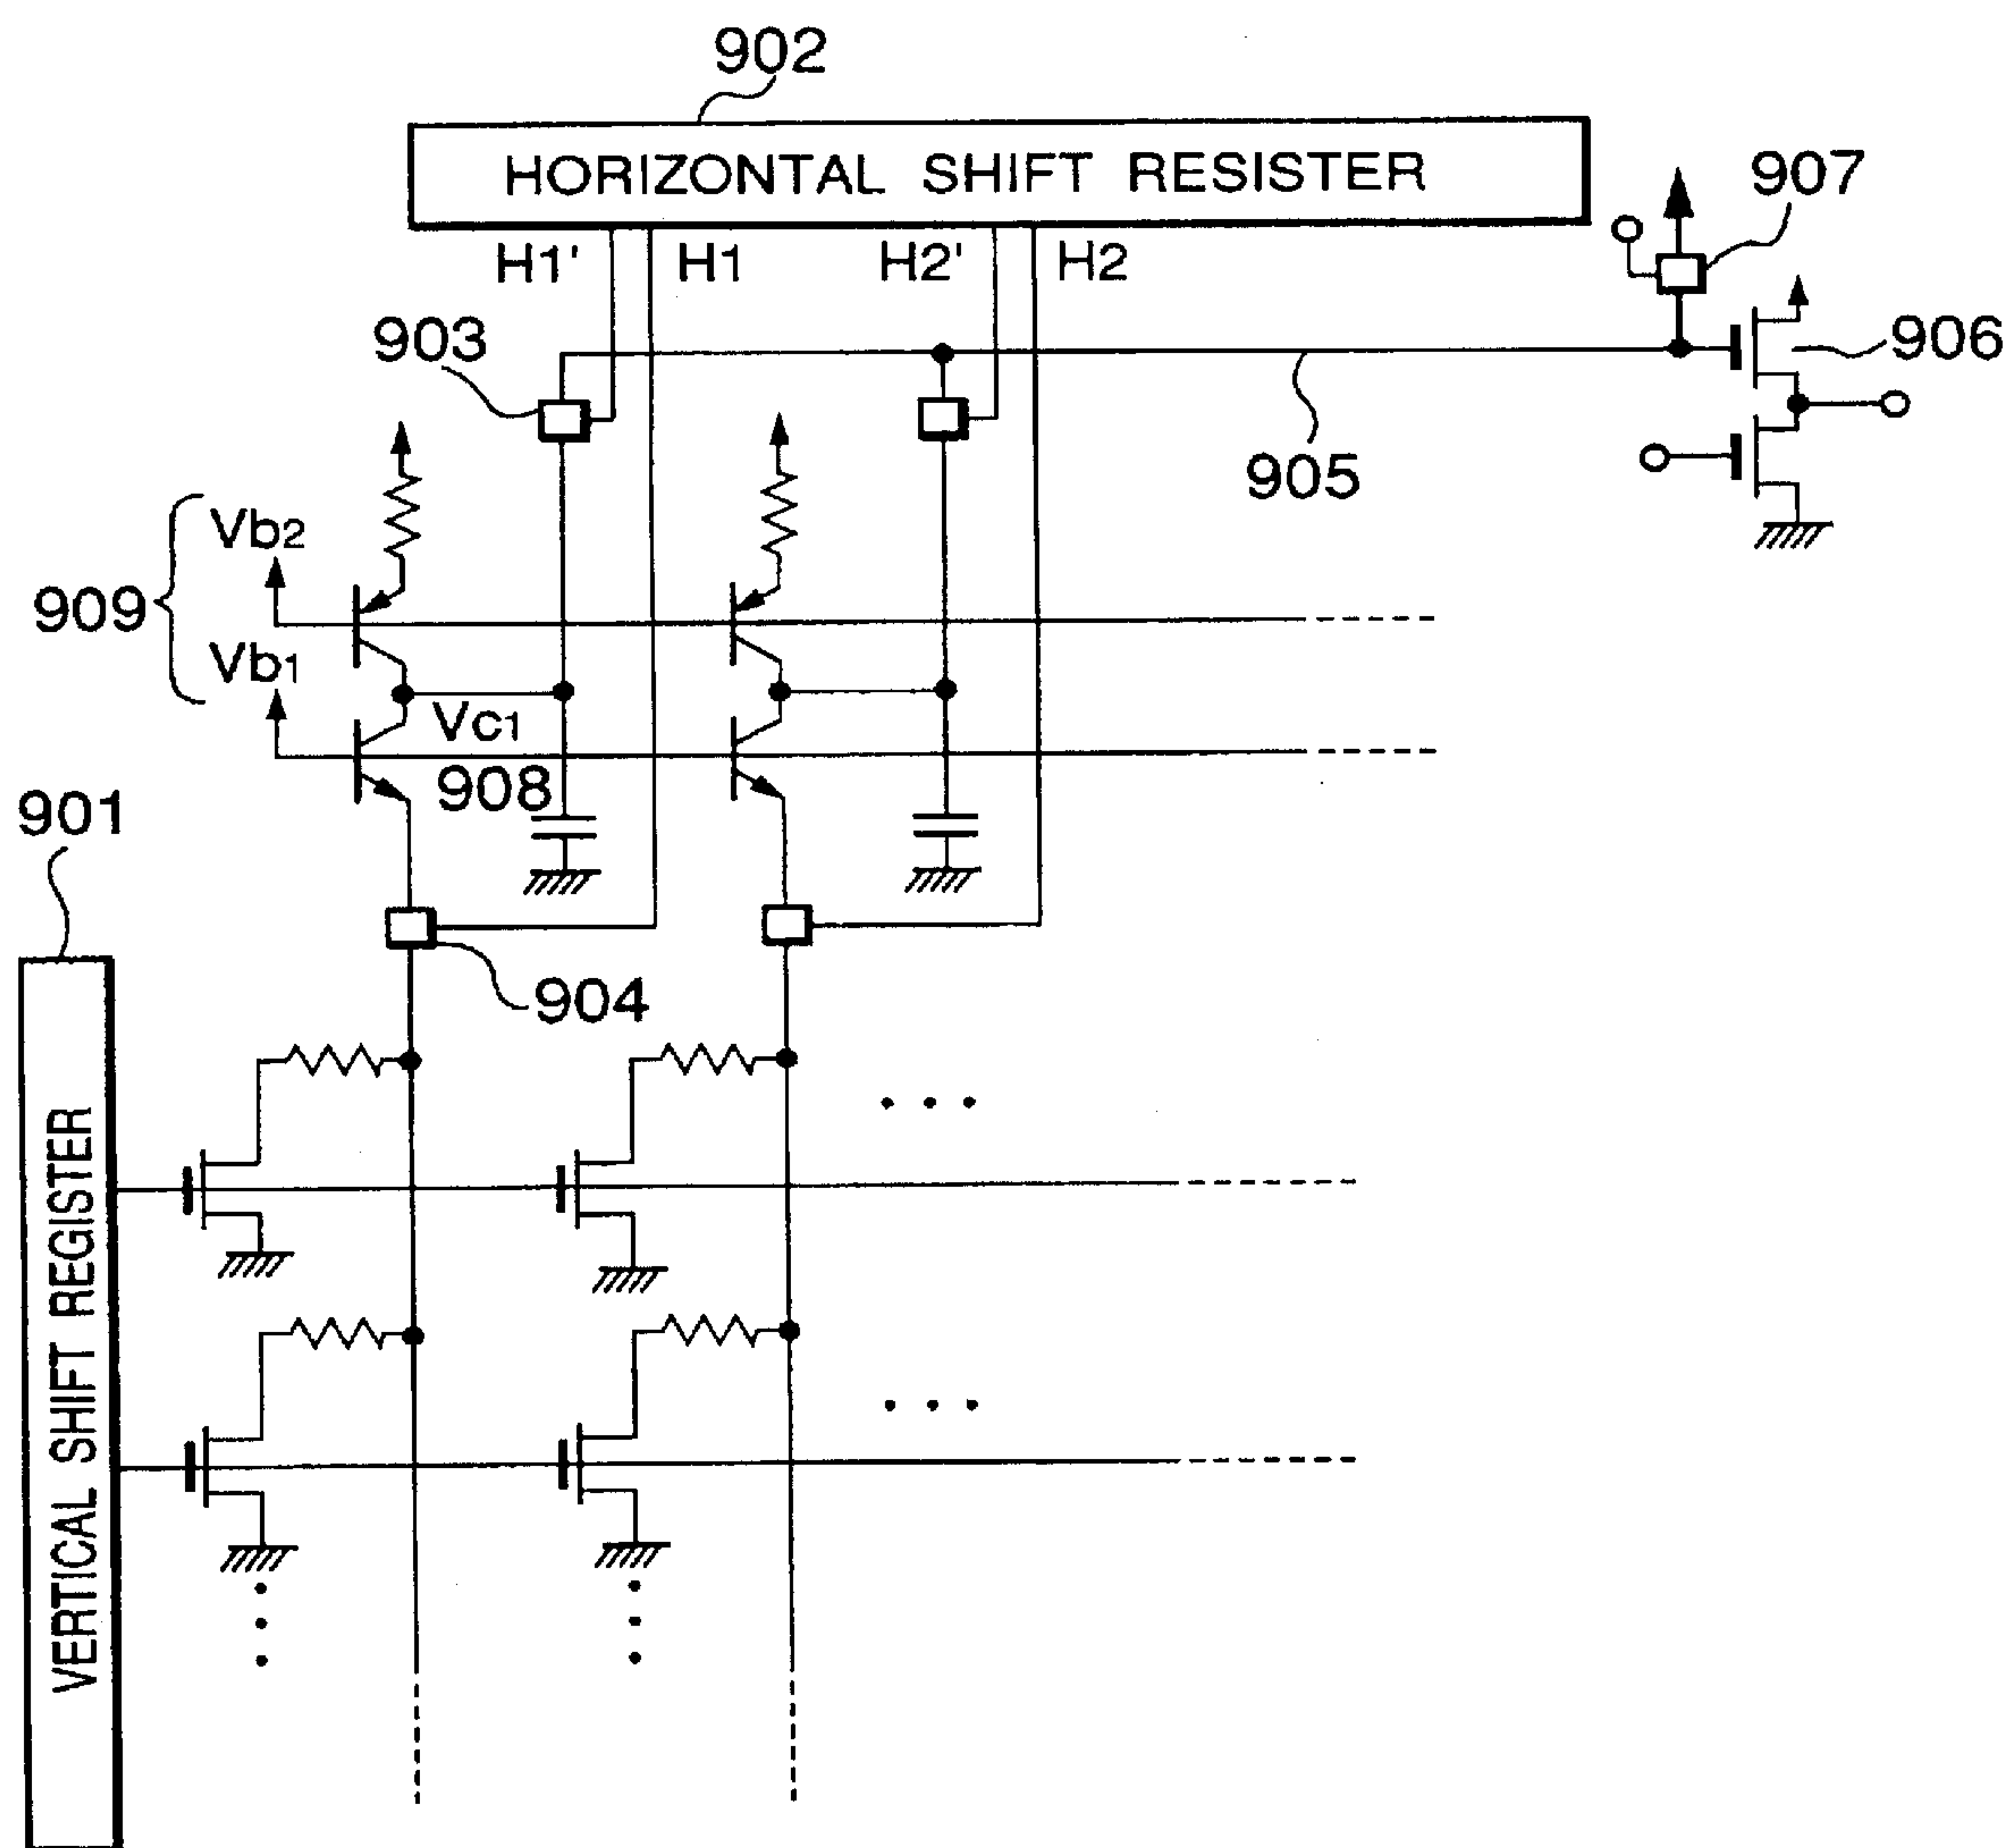 902
HORIZONTAL SHIFT RESISTER
907
H1' H1 H2' H2
903
906
905
Vb2
909
Vb1
Vc1
908
901
904
VERTICAL SHIFT REGISTER